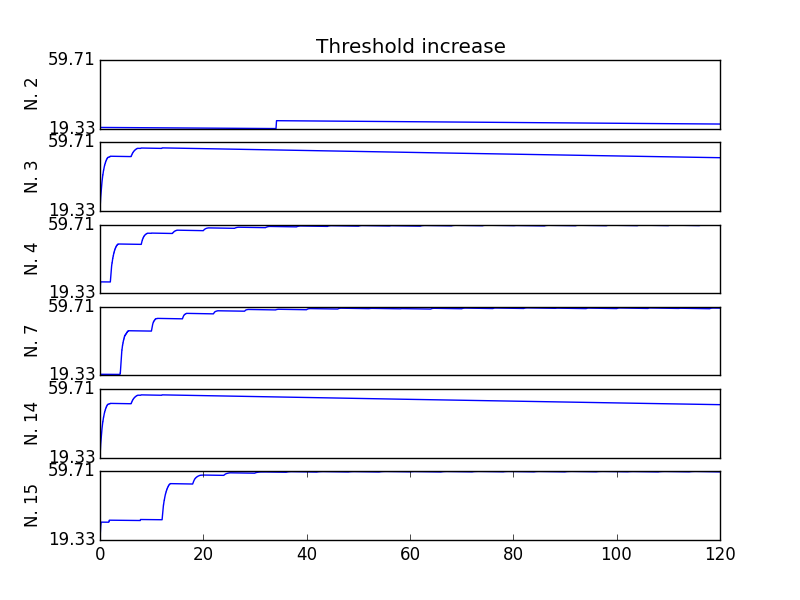 Threshold increase
59.71
N. 2
19.33
59.71
N. 3
19.33
59.71
N. 4
19.33
59.71
N. 7
19.33
59.71
N. 14
19.33
59.71
N. 15
19.33
0 20 40 60 80 100 120